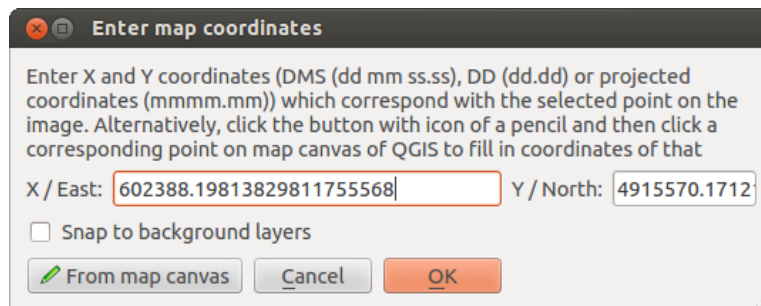 Enter map coordinates
Enter X and Y coordinates (DMS (dd mm ss.ss), DD (dd.dd) or projected
coordinates (mmmm.mm)) which correspond with the selected point on the
image. Alternatively, click the button with icon of a pencil and then click a
corresponding point on map canvas of QGIS to fill in coordinates of that
X / East: 602388.19813829811755568 Y / North: 4915570.1712
Snap to background layers
From map canvas Cancel OK